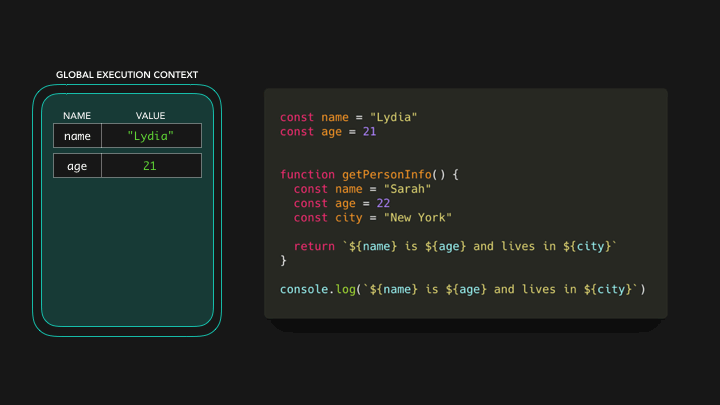 GLOBAL EXECUTION CONTEXT
NAME VALUE
name "Lydia"
age 21
const name = "Lydia"
const age = 21
function getPersonInfo() {
  const name = "Sarah"
  const age = 22
  const city = "New York"
  return `${name} is ${age} and lives in ${city}`
}
console.log(`${name} is ${age} and lives in ${city}`)